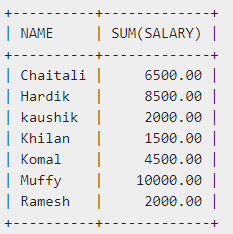 +----------+-------------+
| NAME     | SUM(SALARY) |
+----------+-------------+
| Chaitali |     6500.00 |
| Hardik   |     8500.00 |
| kaushik  |     2000.00 |
| Khilan   |     1500.00 |
| Komal    |     4500.00 |
| Muffy    |    10000.00 |
| Ramesh   |     2000.00 |
+----------+-------------+